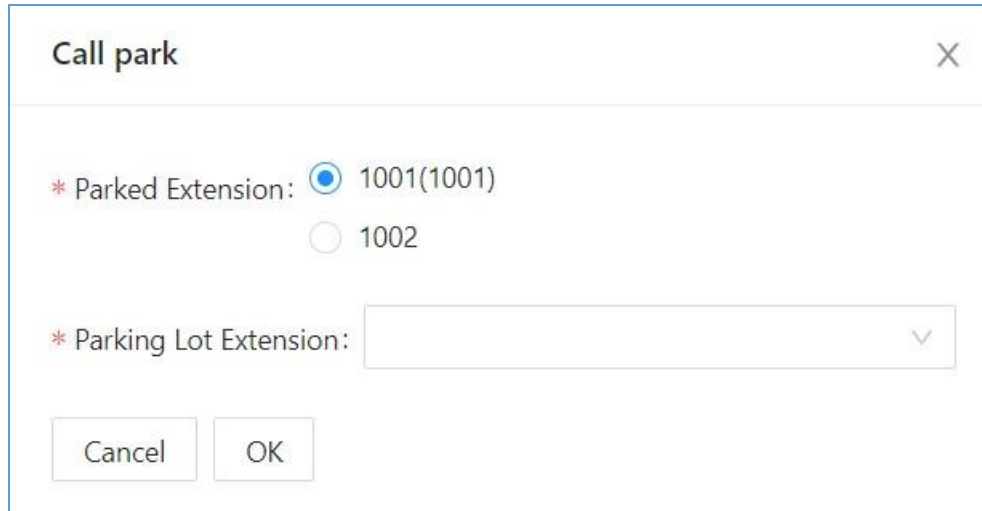 Call park
* Parked Extension: 1001(1001)
1002
* Parking Lot Extension:
Cancel OK